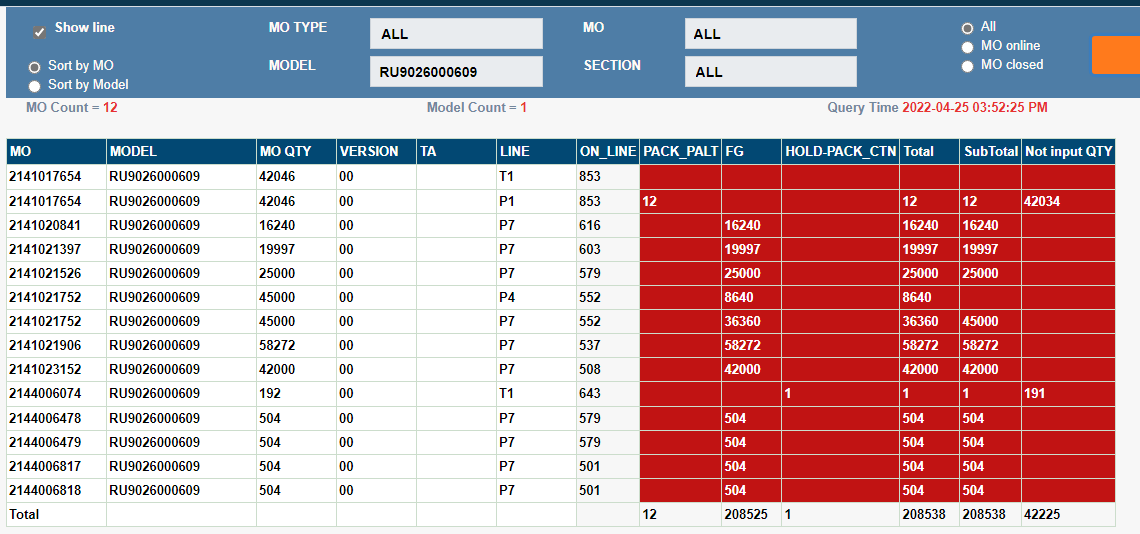 Show line MO TYPE ALL MO ALL All
MO online
Sort by MO MODEL RU9026000609 SECTION ALL MO closed
Sort by Model
MO Count = 12 Model Count = 1 Query Time 2022-04-25 03:52:25 PM
MO MODEL MO QTY VERSION TA LINE ON_LINE PACK_PALT FG HOLD-PACK_CTN Total SubTotal Not input QTY
2141017654 RU9026000609 42046 00 T1 853
2141017654 RU9026000609 42046 00 P1 853 12 12 12 42034
2141020841 RU9026000609 16240 00 P7 616 16240 16240 16240
2141021397 RU9026000609 19997 00 P7 603 19997 19997 19997
2141021526 RU9026000609 25000 00 P7 579 25000 25000 25000
2141021752 RU9026000609 45000 00 P4 552 8640 8640
2141021752 RU9026000609 45000 00 P7 552 36360 36360 45000
2141021906 RU9026000609 58272 00 P7 537 58272 58272 58272
2141023152 RU9026000609 42000 00 P7 508 42000 42000 42000
2144006074 RU9026000609 192 00 T1 643 1 1 1 191
2144006478 RU9026000609 504 00 P7 579 504 504 504
2144006479 RU9026000609 504 00 P7 579 504 504 504
2144006817 RU9026000609 504 00 P7 501 504 504 504
2144006818 RU9026000609 504 00 P7 501 504 504 504
Total 12 208525 1 208538 208538 42225